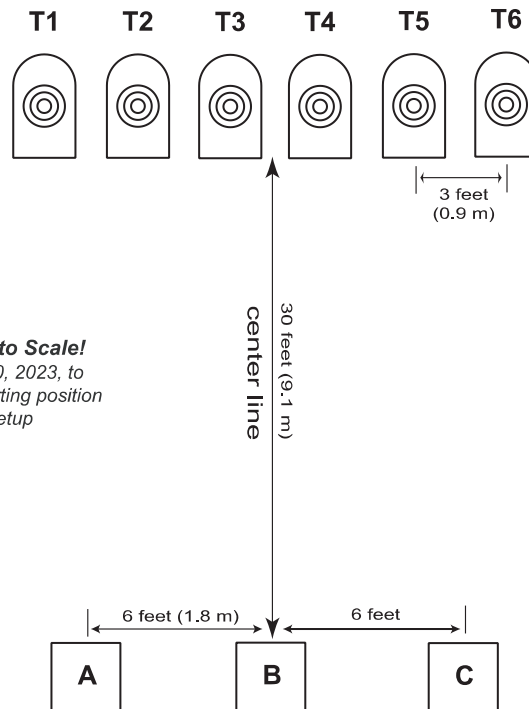 T1 T2 T3 T4 T5 T6
3 feet
(0.9 m)
30 feet (9.1 m)
center line
to Scale!
0, 2023, to
rting position
etup
6 feet (1.8 m) 6 feet
A B C